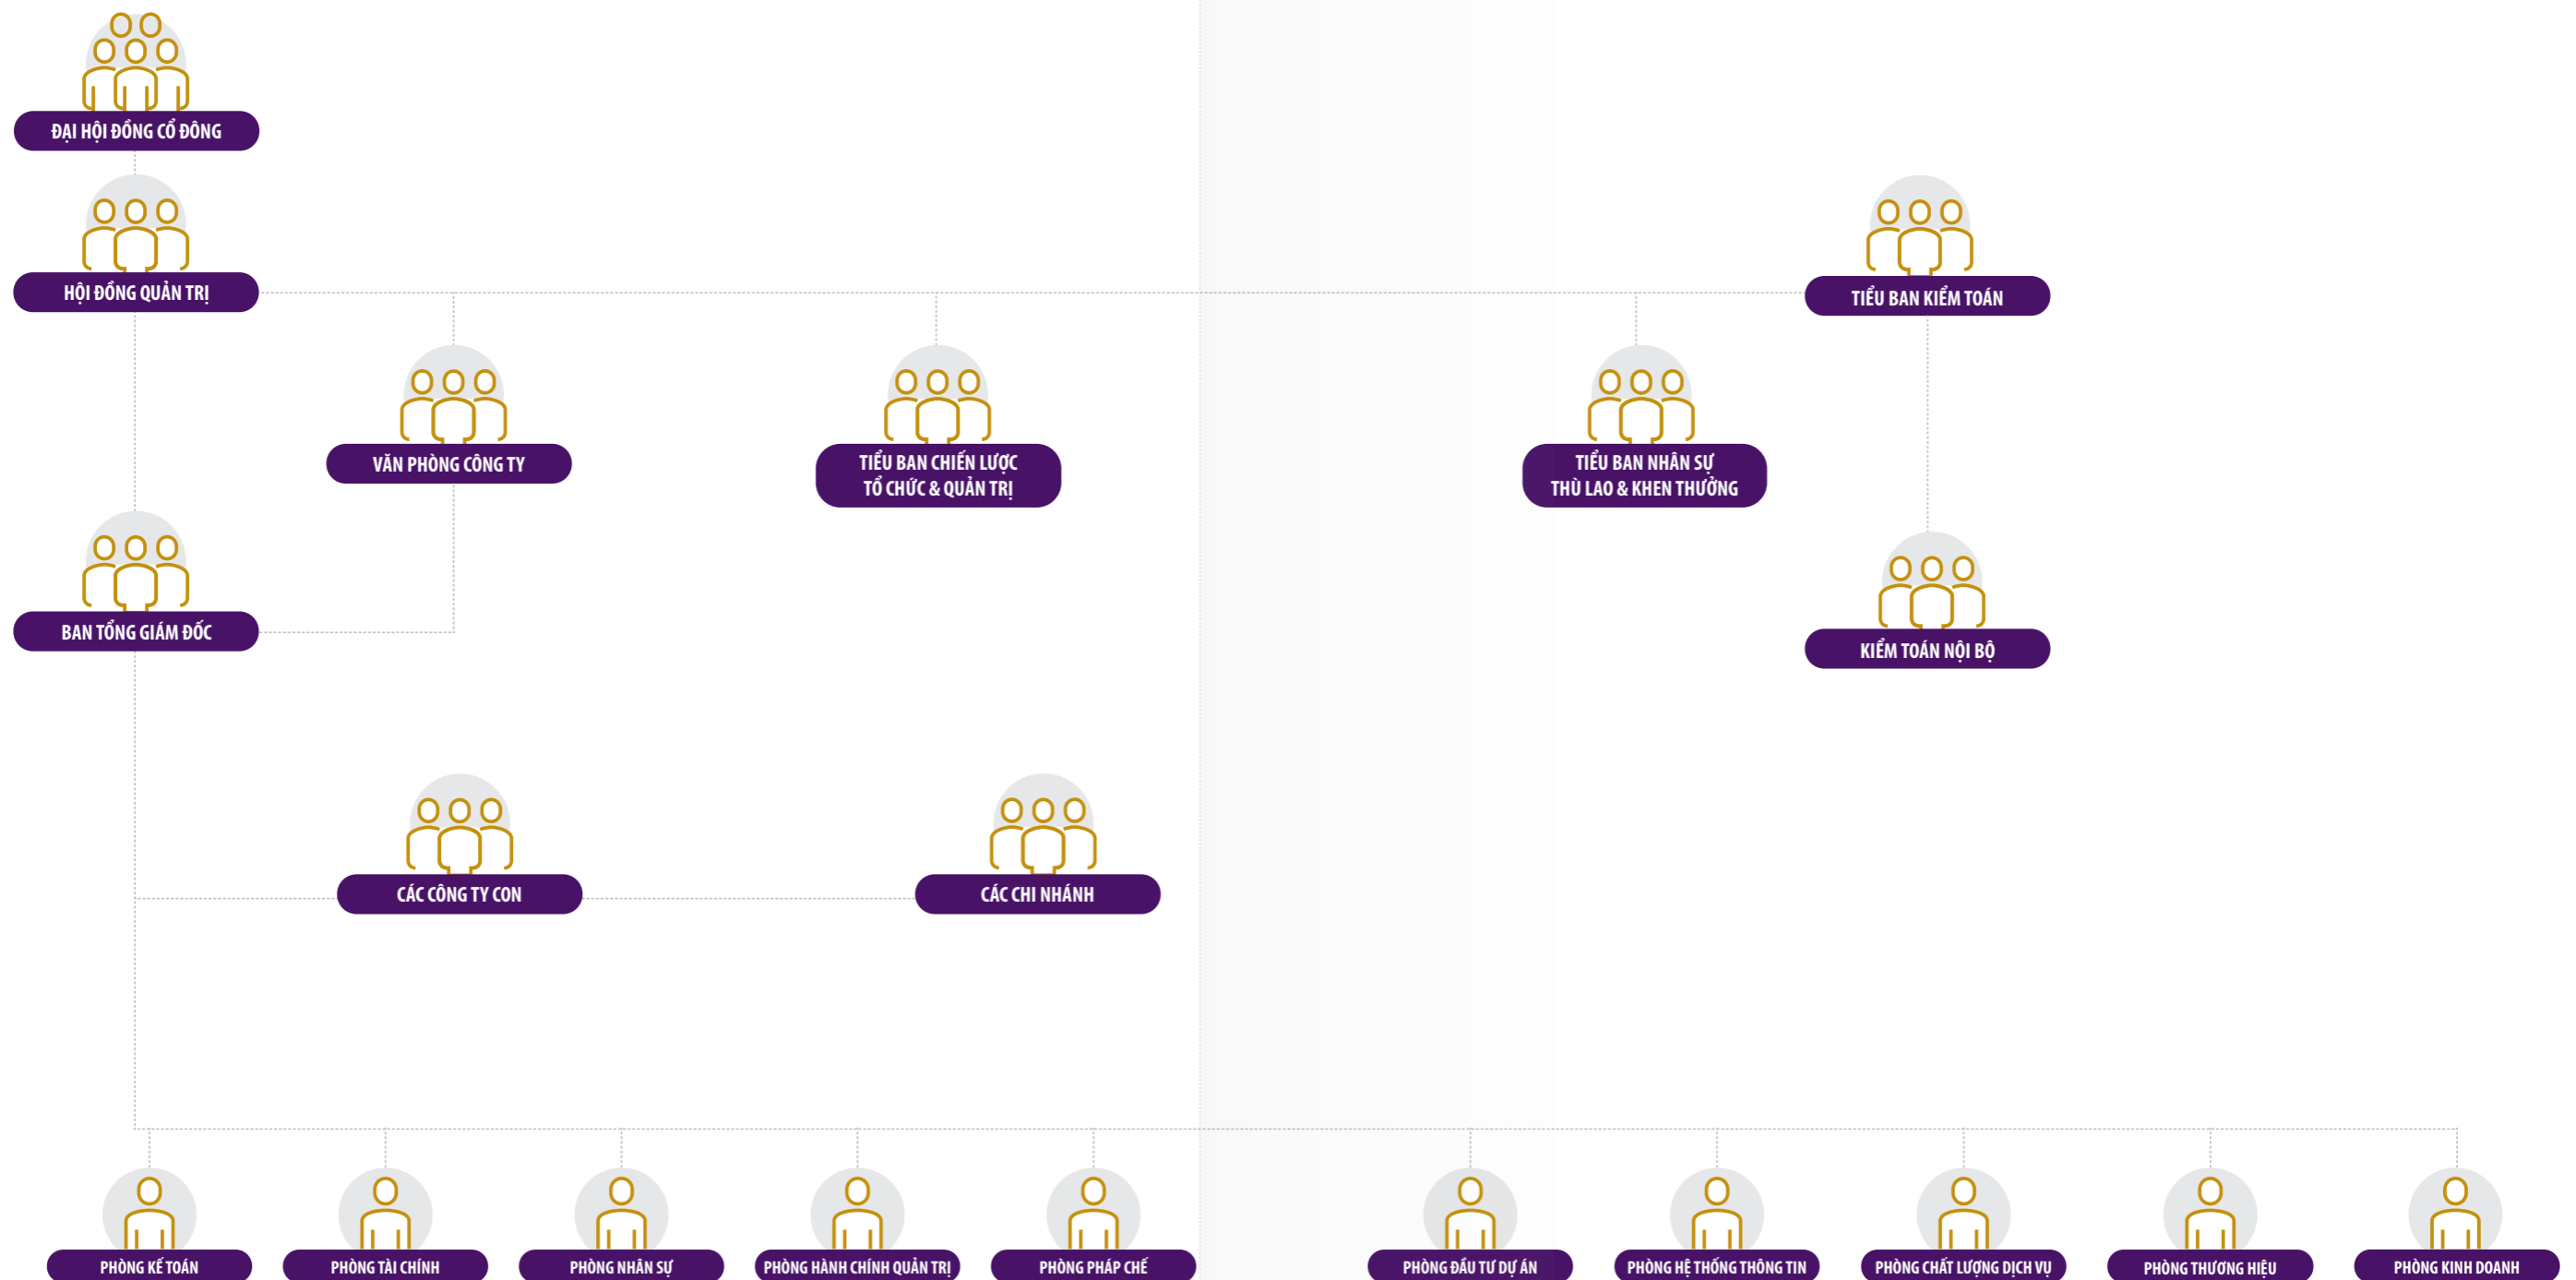 ĐẠI HỘI ĐỒNG CỔ ĐÔNG
HỘI ĐỒNG QUẢN TRỊ
TIỂU BAN KIỂM TOÁN
VĂN PHÒNG CÔNG TY
TIỂU BAN CHIẾN LƯỢC
TỔ CHỨC & QUẢN TRỊ
TIỂU BAN NHÂN SỰ
THÙ LAO & KHEN THƯỞNG
BAN TỔNG GIÁM ĐỐC
KIỂM TOÁN NỘI BỘ
CÁC CÔNG TY CON
CÁC CHI NHÁNH
PHÒNG KẾ TOÁN
PHÒNG TÀI CHÍNH
PHÒNG NHÂN SỰ
PHÒNG HÀNH CHÍNH QUẢN TRỊ
PHÒNG PHÁP CHẾ
PHÒNG ĐẦU TƯ DỰ ÁN
PHÒNG HỆ THỐNG THÔNG TIN
PHÒNG CHẤT LƯỢNG DỊCH VỤ
PHÒNG THƯƠNG HIỆU
PHÒNG KINH DOANH